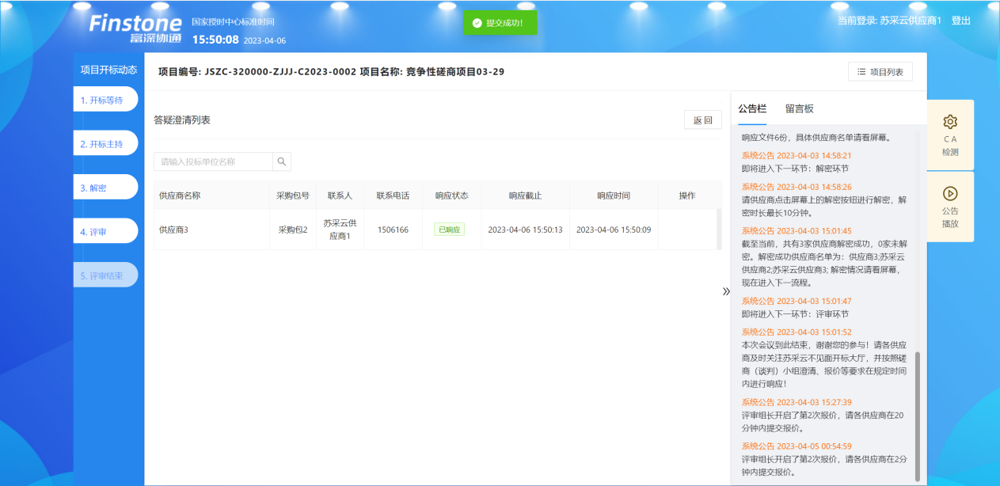 Finstone
富深协通
国家授时中心标准时间
15:50:08 2023-04-06
提交成功!
当前登录: 苏采云供应商1 登出
项目开标动态
1. 开标等待
2. 开标主持
3. 解密
4. 评审
5. 评审结束
项目编号: JSZC-320000-ZJJJ-C2023-0002 项目名称: 竞争性磋商项目03-29
项目列表
答疑澄清列表
返 回
请输入投标单位名称
供应商名称 采购包号 联系人 联系电话 响应状态 响应截止 响应时间 操作
供应商3 采购包2 苏采云供应商1 1506166 已响应 2023-04-06 15:50:13 2023-04-06 15:50:09
公告栏 留言板
响应文件6份，具体供应商名单请看屏幕。
系统公告 2023-04-03 14:58:21
即将进入下一环节：解密环节
系统公告 2023-04-03 14:58:26
请供应商点击屏幕上的解密按钮进行解密，解
密时长最长10分钟。
系统公告 2023-04-03 15:01:45
截至当前，共有3家供应商解密成功，0家未解
密。解密成功供应商名单为：供应商3;苏采云
供应商2;苏采云供应商3; 解密情况请看屏幕，
现在进入下一流程。
系统公告 2023-04-03 15:01:47
即将进入下一环节：评审环节
系统公告 2023-04-03 15:01:52
本次会议到此结束，谢谢您的参与！请各供应
商及时关注苏采云不见面开标大厅，并按照磋
商（谈判）小组澄清、报价等要求在规定时间
内进行响应！
系统公告 2023-04-03 15:27:39
评审组长开启了第2次报价，请各供应商在20
分钟内提交报价。
系统公告 2023-04-05 00:54:59
评审组长开启了第2次报价，请各供应商在2分
钟内提交报价。
CA
检测
公告
播放